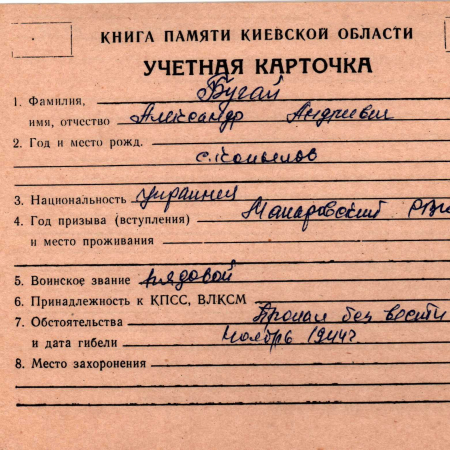 КНИГА ПАМЯТИ КИЕВСКОЙ ОБЛАСТИ
УЧЕТНАЯ КАРТОЧКА
1. Фамилия, Бугай
имя, отчество Александр Андриевич
2. Год и место рожд.
с.
3. Национальность украинец
4. Год призыва (вступления) Макаровский РВК
и место проживания
5. Воинское звание рядовой
6. Принадлежность к КПСС, ВЛКСМ
7. Обстоятельства Пропал без вести
и дата гибели Ноябрь 1944г
8. Место захоронения